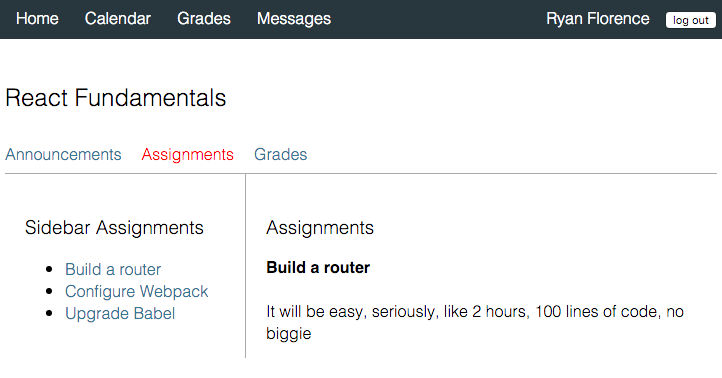 Home Calendar Grades Messages Ryan Florence log out
React Fundamentals
Announcements Assignments Grades
Sidebar Assignments
Build a router
Configure Webpack
Upgrade Babel
Assignments
Build a router
It will be easy, seriously, like 2 hours, 100 lines of code, no
biggie